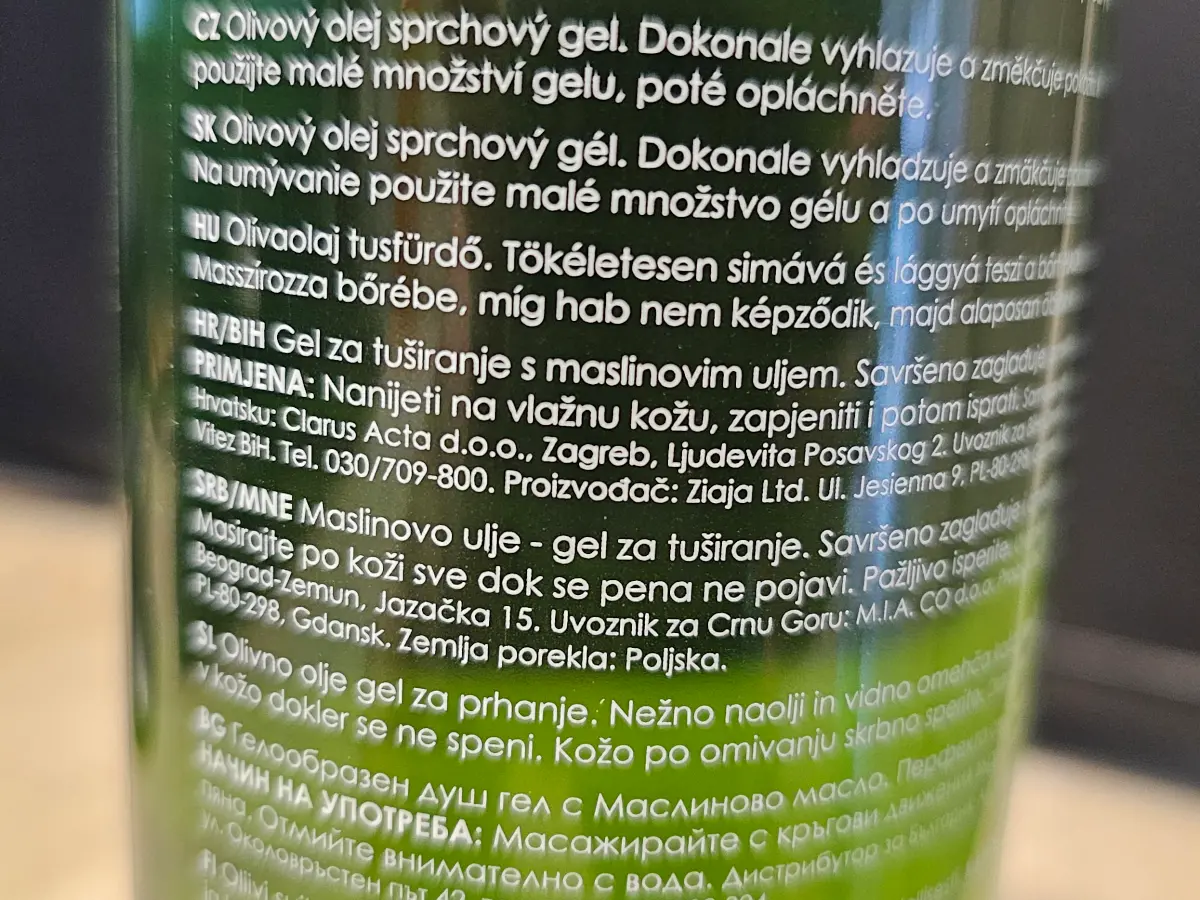 CZ Olivový olej sprchový gel. Dokonale vyhlazuje a změkčuje
použijte malé množství gelu, poté opláchněte.
SK Olivový olej sprchový gél. Dokonale vyhladzuje a zmäkčuje
Na umývanie použite malé množstvo gélu a po umytí
HU Olívaolaj tusfürdő. Tökéletesen simává és lággyá teszi a
Masszírozza bőrébe, míg hab nem képződik, majd alaposan
HR/BIH Gel za tuširanje s maslinovim uljem. Savršeno zaglađuje
PRIMJENA: Nanijeti na vlažnu kožu, zapjeniti i potom isprati.
Hrvatsku: Clarus Acta d.o.o., Zagreb, Ljudevita Posavskog 2. Uvoznik za
Vitez BiH. Tel. 030/709-800. Proizvođač: Ziaja Ltd. Ul. Jesienna 9, PL-80-298
SRB/MNE Maslinovo ulje - gel za tuširanje. Savršeno zaglađuje
Masirajte po koži sve dok se pena ne pojavi. Pažljivo isperite.
Beograd-Zemun, Jazačka 15. Uvoznik za Crnu Goru: M.I.A. CO d.o.o.
PL-80-298, Gdansk. Zemlja porekla: Poljska.
SL Olivno olje gel za prhanje. Nežno naolji in vidno omehča
v kožo dokler se ne speni. Kožo po omivanju skrbno sperite.
BG Гелообразен душ гел с Маслиново масло. Перфектно
НАЧИН НА УПОТРЕБА: Масажирайте с кръгови движения
пяна. Отмийте внимателно с вода. Дистрибутор за България:
ул. Околовръстен път 42
FI Oliivi